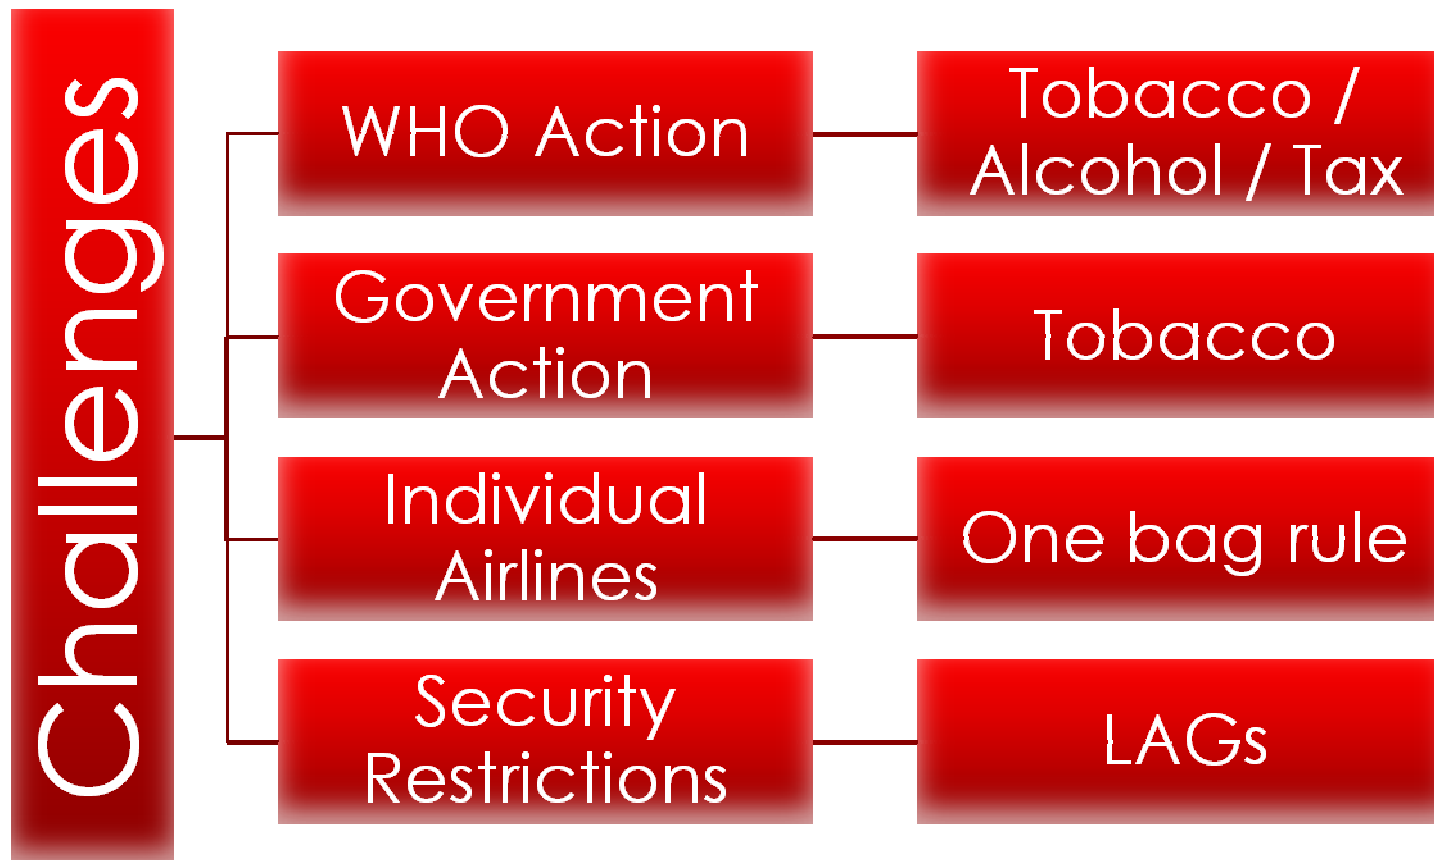 Challenges
WHO Action
Tobacco /
Alcohol / Tax
Government
Action
Tobacco
Individual
Airlines
One bag rule
Security
Restrictions
LAGs